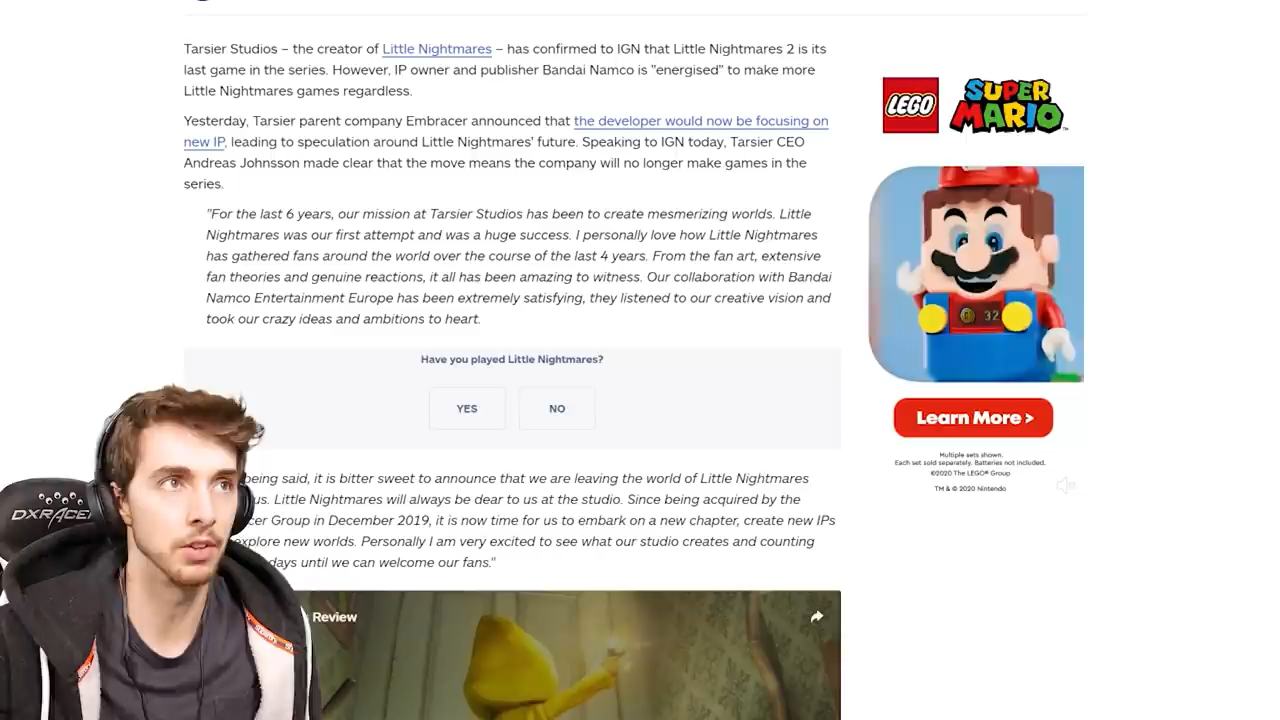 Tarsier Studios – the creator of Little Nightmares – has confirmed to IGN that Little Nightmares 2 is its
last game in the series. However, IP owner and publisher Bandai Namco is "energised" to make more
Little Nightmares games regardless.
Yesterday, Tarsier parent company Embracer announced that the developer would now be focusing on
new IP, leading to speculation around Little Nightmares' future. Speaking to IGN today, Tarsier CEO
Andreas Johnsson made clear that the move means the company will no longer make games in the
series.
"For the last 6 years, our mission at Tarsier Studios has been to create mesmerizing worlds. Little
Nightmares was our first attempt and was a huge success. I personally love how Little Nightmares
has gathered fans around the world over the course of the last 4 years. From the fan art, extensive
fan theories and genuine reactions, it all has been amazing to witness. Our collaboration with Bandai
Namco Entertainment Europe has been extremely satisfying, they listened to our creative vision and
took our crazy ideas and ambitions to heart.
Have you played Little Nightmares?
YES NO
being said, it is bitter sweet to announce that we are leaving the world of Little Nightmares
us. Little Nightmares will always be dear to us at the studio. Since being acquired by the
cer Group in December 2019, it is now time for us to embark on a new chapter, create new IPs
explore new worlds. Personally I am very excited to see what our studio creates and counting
days until we can welcome our fans."
Review
LEGO SUPER
MARIO™
32
Learn More >
Multiple sets shown.
Each set sold separately. Batteries not included.
©2020 The LEGO® Group
TM & © 2020 Nintendo
DXRACER